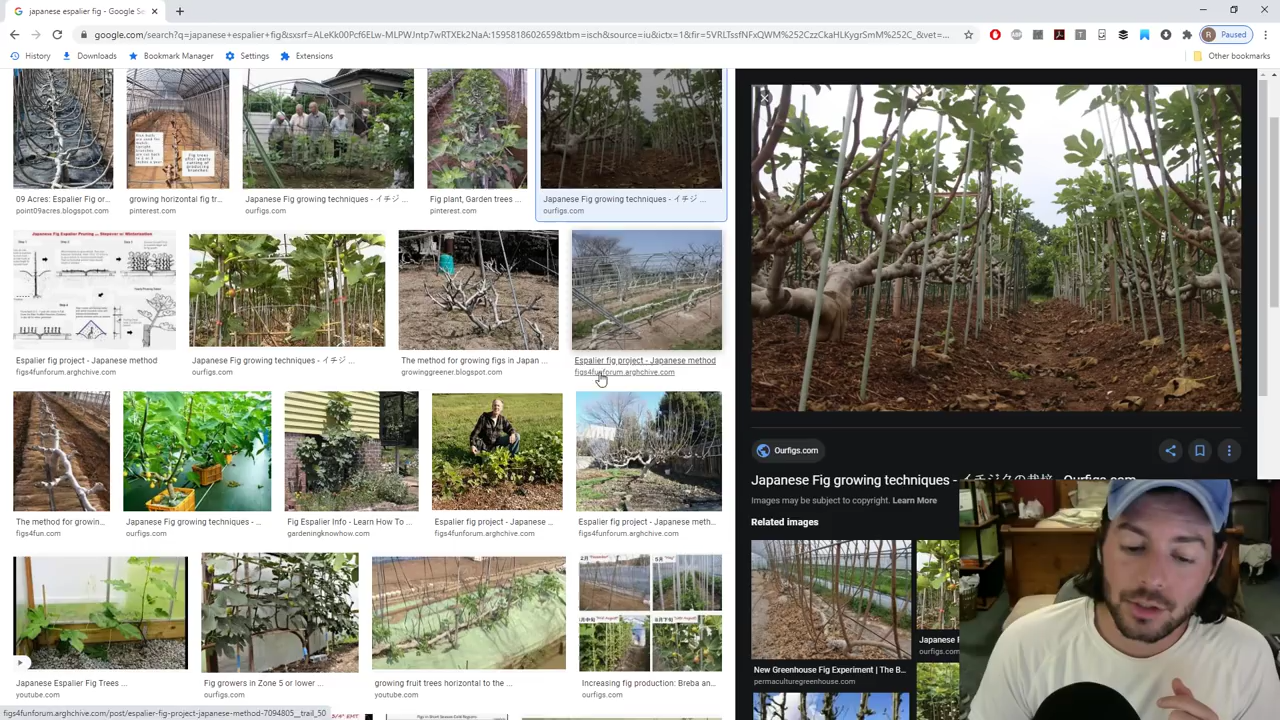 japanese espalier fig - Google S
google.com/search?q=japanese+espalier+fig&sxsrf=ALeKk00Pcf6ELw-MLPWJntp7wRTXEk2NaA:1595818602659&tbm=isch&source=iu&ictx=1&fir=5VRLTssfNFxQWM%252CzzCkaHLKygrSmM%252C_&vet=...
R Paused
History
Downloads
Bookmark Manager
Settings
Extensions
Other bookmarks
09 Acres: Espalier Fig or...
point09acres.blogspot.com
growing horizontal fig tr...
pinterest.com
Japanese Fig growing techniques - イチジ ...
ourfigs.com
Fig plant, Garden trees ...
pinterest.com
Japanese Fig growing techniques - イチジ ...
ourfigs.com
Espalier fig project - Japanese method
Japanese Fig growing techniques - イチジ ...
ourfigs.com
The method for growing figs in Japan ...
growinggreener.blogspot.com
Espalier fig project - Japanese method
figs4funforum.arghchive.com
The method for growin...
figs4fun.com
Japanese Fig growing techniques - ...
ourfigs.com
Fig Espalier Info - Learn How To ...
gardeningknowhow.com
Espalier fig project - Japanese ...
figs4funforum.arghchive.com
Espalier fig project - Japanese meth...
figs4funforum.arghchive.com
Japanese Espalier Fig Trees ...
youtube.com
Fig growers in Zone 5 or lower ...
ourfigs.com
growing fruit trees horizontal to the ...
youtube.com
Increasing fig production: Breba an...
ourfigs.com
figs4funforum.arghchive.com/post/espalier-fig-project-japanese-method-7094805__trail_50
Ourfigs.com
Japanese Fig growing techniques - イチジクの栽培 - Ourfigs.com
Images may be subject to copyright. Learn More
Related images
New Greenhouse Fig Experiment | The B...
permaculturegreenhouse.com
Japanese F
ourfigs.com